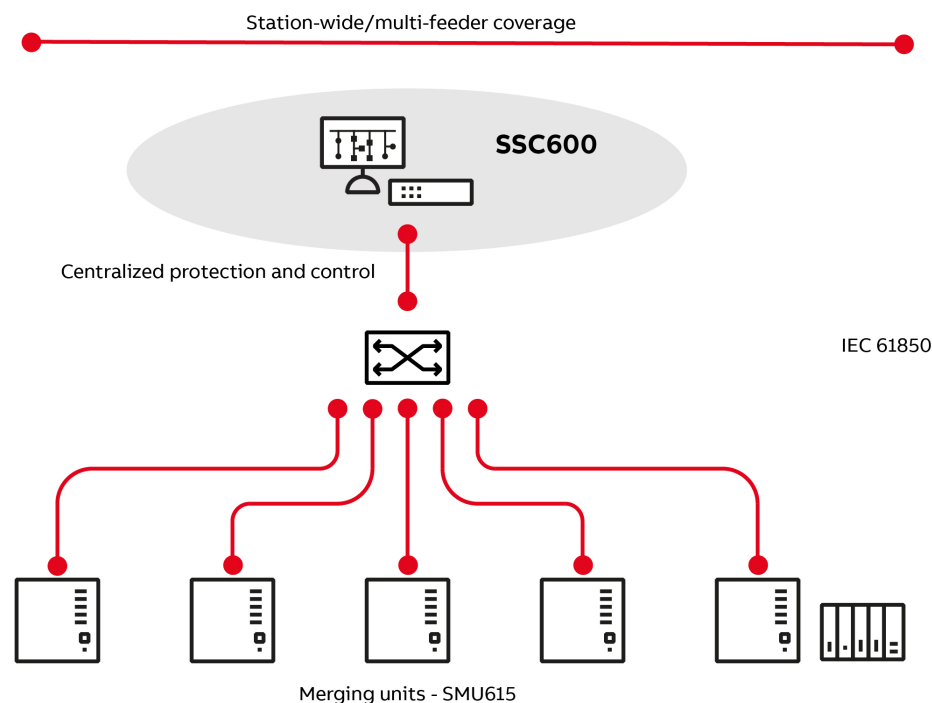 Station-wide/multi-feeder coverage
SSC600
Centralized protection and control
IEC 61850
Merging units - SMU615